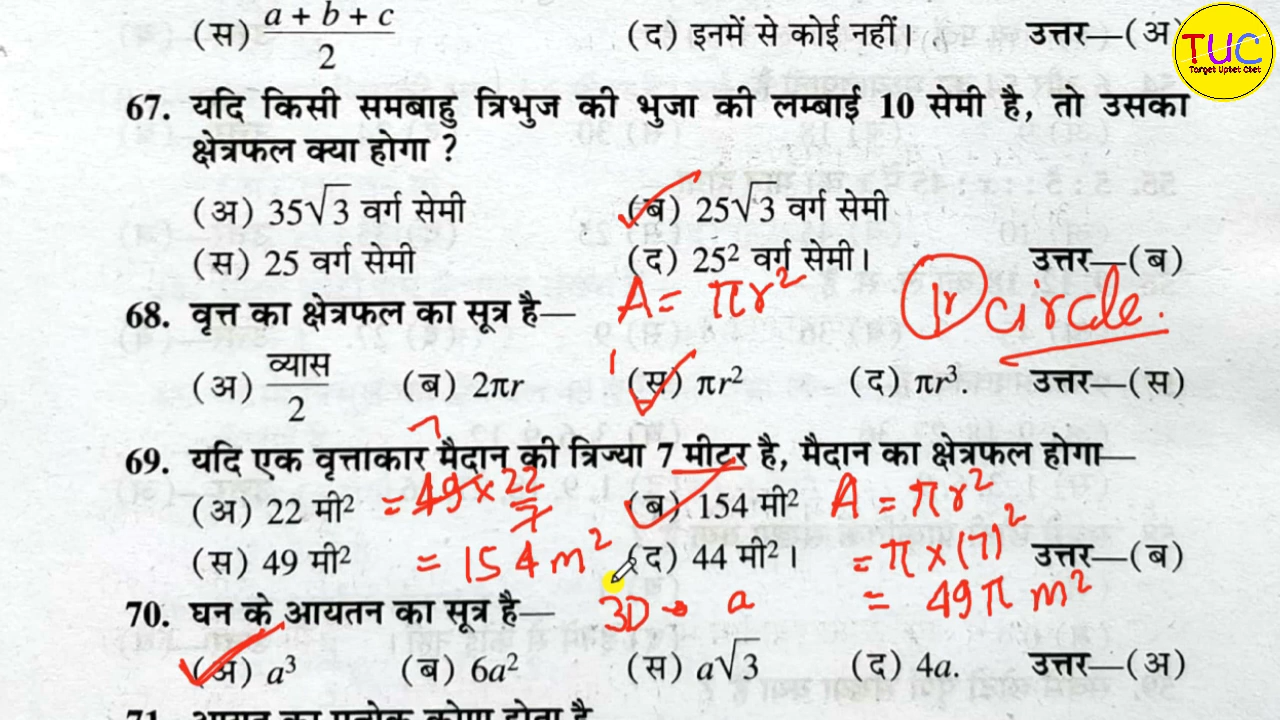 (स) a + b + c / 2 (द) इनमें से कोई नहीं। उत्तर—(अ)
TUC
Target Uptet Ctet
67. यदि किसी समबाहु त्रिभुज की भुजा की लम्बाई 10 सेमी है, तो उसका
क्षेत्रफल क्या होगा ?
(अ) 35√3 वर्ग सेमी (ब) 25√3 वर्ग सेमी
(स) 25 वर्ग सेमी (द) 25² वर्ग सेमी। उत्तर—(ब)
68. वृत्त का क्षेत्रफल का सूत्र है— A = πr² r circle.
(अ) व्यास / 2 (ब) 2πr (स) πr² (द) πr³. उत्तर—(स)
69. यदि एक वृत्ताकार मैदान की त्रिज्या 7 मीटर है, मैदान का क्षेत्रफल होगा—
(अ) 22 मी² = 49 × 22 / 7 (ब) 154 मी² A = πr²
(स) 49 मी² = 154 m² (द) 44 मी²। = π × (7)² उत्तर—(ब)
70. घन के आयतन का सूत्र है— 3D a = 49π m²
(अ) a³ (ब) 6a² (स) a√3 (द) 4a. उत्तर—(अ)